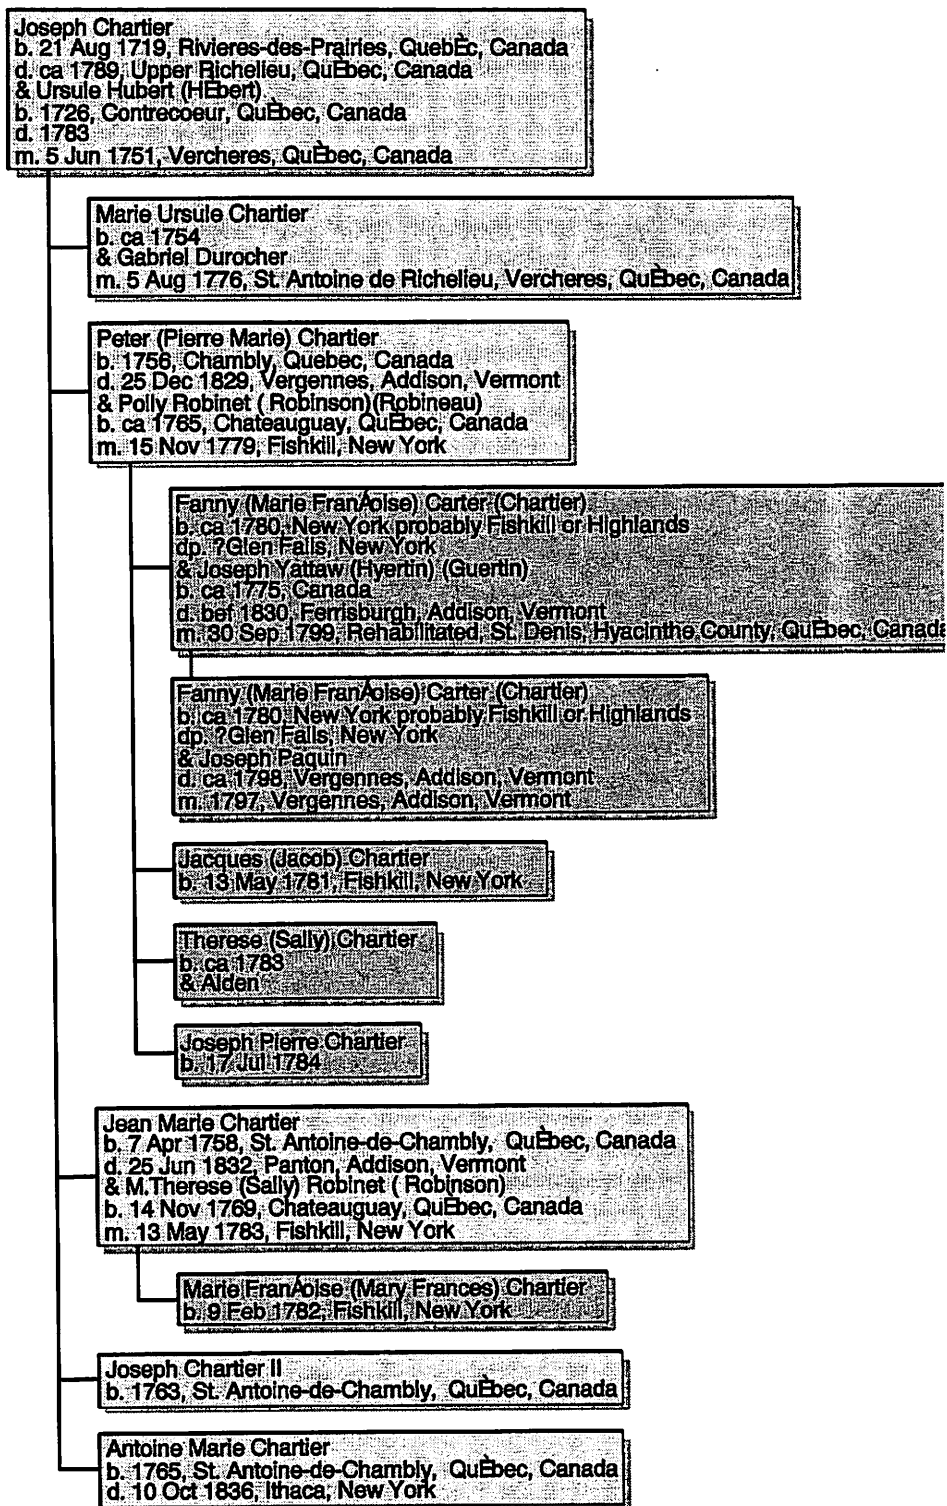 Joseph Chartier
b. 21 Aug 1719, Rivieres-des-Prairies, QuebÈc, Canada
d. ca 1789, Upper Richelieu, QuÈbec, Canada
& Ursule Hubert (HÈbert)
b. 1726, Contrecoeur, QuÈbec, Canada
d. 1783
m. 5 Jun 1751, Vercheres, QuÈbec, Canada
Marie Ursule Chartier
b. ca 1754
& Gabriel Durocher
m. 5 Aug 1776, St. Antoine de Richelieu, Vercheres, QuÈbec, Canada
Peter (Pierre Marie) Chartier
b. 1756, Chambly, Quebec, Canada
d. 25 Dec 1829, Vergennes, Addison, Vermont
& Polly Robinet ( Robinson)(Robineau)
b. ca 1765, Chateauguay, QuÈbec, Canada
m. 15 Nov 1779, Fishkill, New York
Fanny (Marie FranÁoise) Carter (Chartier)
b. ca 1780, New York probably Fishkill or Highlands
dp. ?Glen Falls, New York
& Joseph Yattaw (Hyertin) (Guertin)
b. ca 1775, Canada
d. bef 1830, Ferrisburgh, Addison, Vermont
m. 30 Sep 1799, Rehabilitated, St. Denis, Hyacinthe County, QuÈbec, Canada
Fanny (Marie FranÁoise) Carter (Chartier)
b. ca 1780, New York probably Fishkill or Highlands
dp. ?Glen Falls, New York
& Joseph Paquin
d. ca 1798, Vergennes, Addison, Vermont
m. 1797, Vergennes, Addison, Vermont
Jacques (Jacob) Chartier
b. 13 May 1781, Fishkill, New York
Therese (Sally) Chartier
b. ca 1783
& Alden
Joseph Pierre Chartier
b. 17 Jul 1784
Jean Marie Chartier
b. 7 Apr 1758, St. Antoine-de-Chambly, QuÈbec, Canada
d. 25 Jun 1832, Panton, Addison, Vermont
& M.Therese (Sally) Robinet ( Robinson)
b. 14 Nov 1769, Chateauguay, QuÈbec, Canada
m. 13 May 1783, Fishkill, New York
Marie FranÁoise (Mary Frances) Chartier
b. 9 Feb 1782, Fishkill, New York
Joseph Chartier II
b. 1763, St. Antoine-de-Chambly, QuÈbec, Canada
Antoine Marie Chartier
b. 1765, St. Antoine-de-Chambly, QuÈbec, Canada
d. 10 Oct 1836, Ithaca, New York